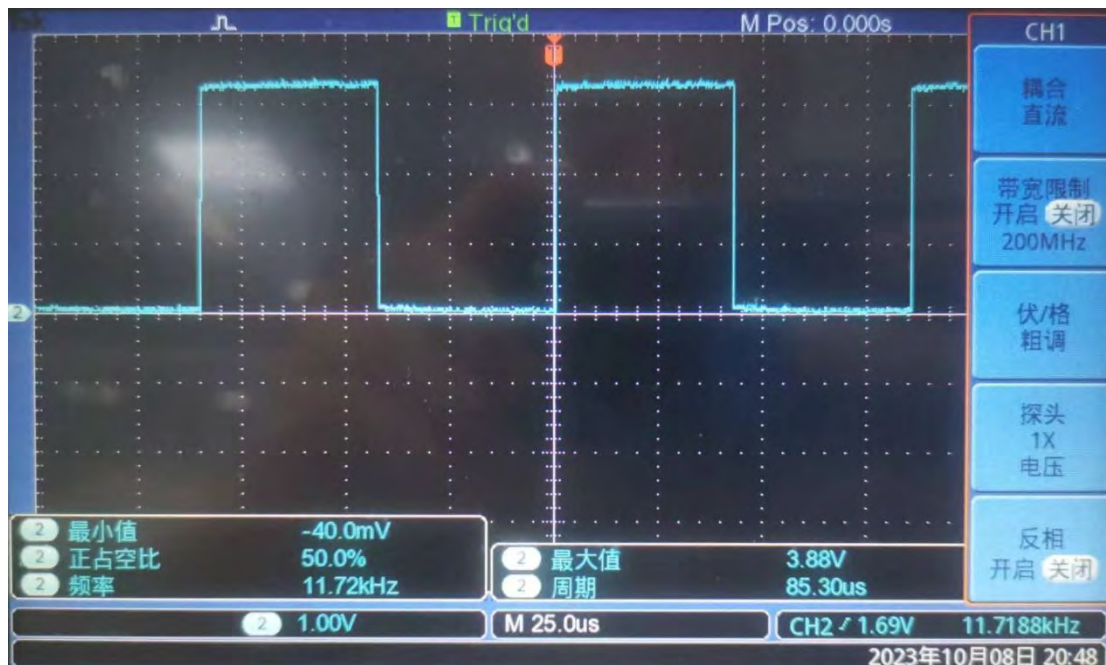 T Trig'd
M Pos: 0.000s
CH1
T
耦合
直流
带宽限制
开启 关闭
200MHz
伏/格
粗调
探头
1X
电压
反相
开启 关闭
2
2 最小值 -40.0mV
2 正占空比 50.0%
2 频率 11.72kHz
2 最大值 3.88V
2 周期 85.30us
2 1.00V
M 25.0us
CH2 1.69V 11.7188kHz
2023年10月08日 20:48